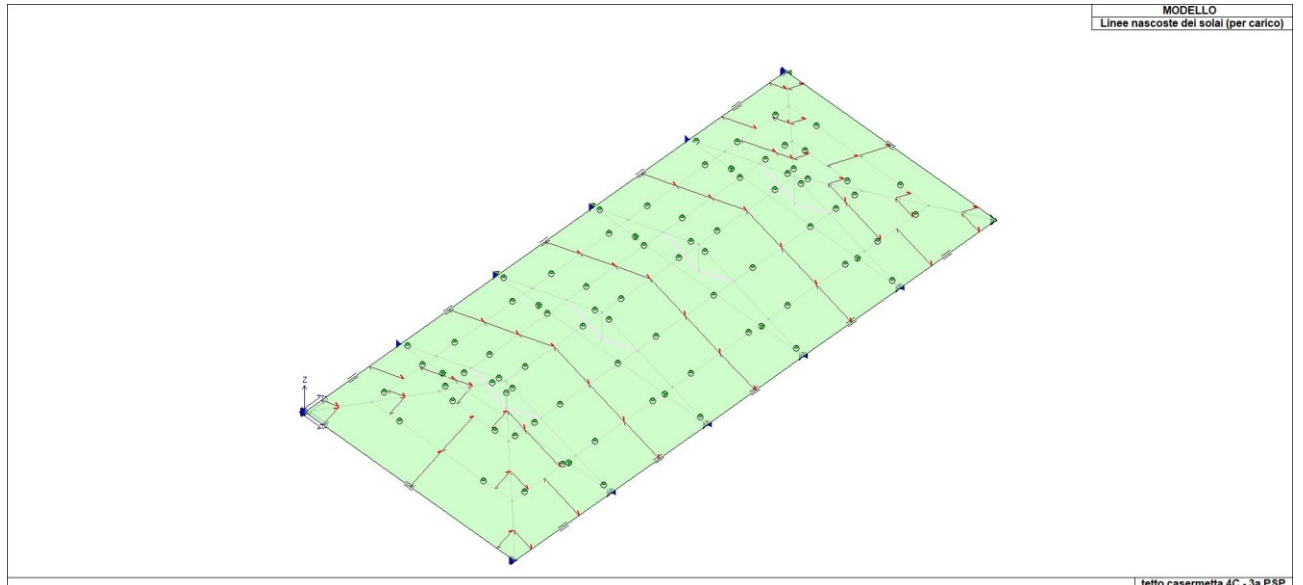 MODELLO
Linee nascoste dei solai (per carico)
Z
tetto casermetta 4C - 3a PSP